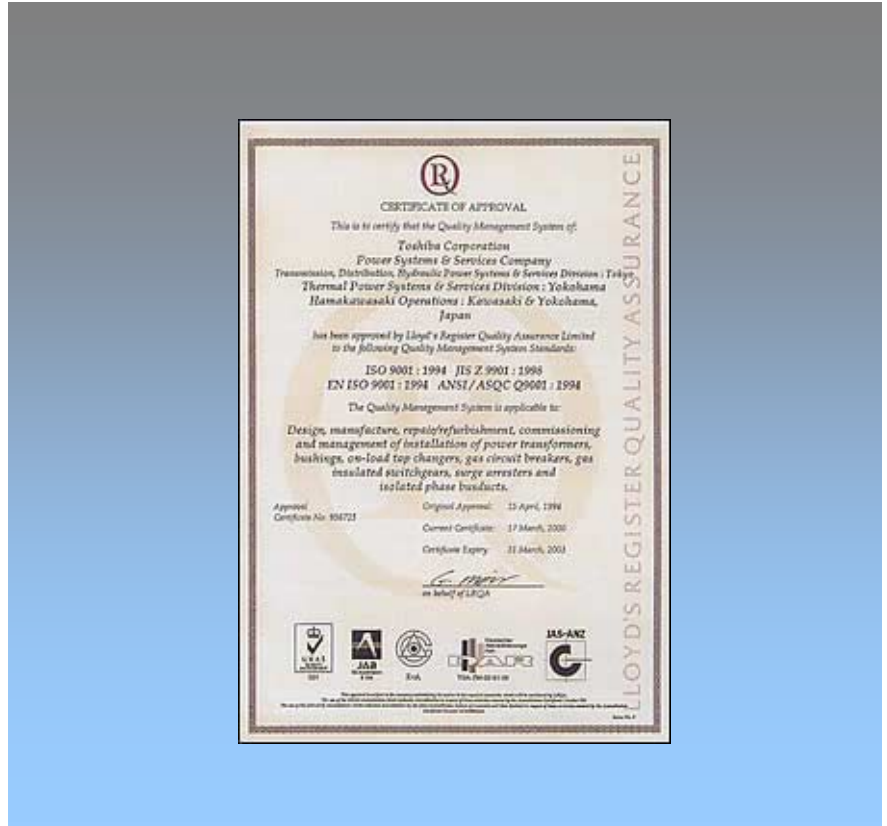 R
CERTIFICATE OF APPROVAL
This is to certify that the Quality Management System of:
Toshiba Corporation
Power Systems & Services Company
Transmission, Distribution, Hydraulic Power Systems & Services Division : Tokyo
Thermal Power Systems & Services Division : Yokohama
Hamakawasaki Operations : Kawasaki & Yokohama,
Japan
has been approved by Lloyd's Register Quality Assurance Limited
to the following Quality Management System Standards:
ISO 9001 : 1994 JIS Z 9901 : 1998
EN ISO 9001 : 1994 ANSI / ASQC Q9001 : 1994
The Quality Management System is applicable to:
Design, manufacture, repair/refurbishment, commissioning
and management of installation of power transformers,
bushings, on-load tap changers, gas circuit breakers, gas
insulated switchgears, surge arresters and
isolated phase busducts.
Approval
Certificate No:
Original Approval: 15 April, 1994
Current Certificate: 17 March, 2000
Certificate Expiry: 31 March, 2003
on behalf of LRQA
UKAS
JAB
JAS-ANZ
LLOYD'S REGISTER QUALITY ASSURANCE